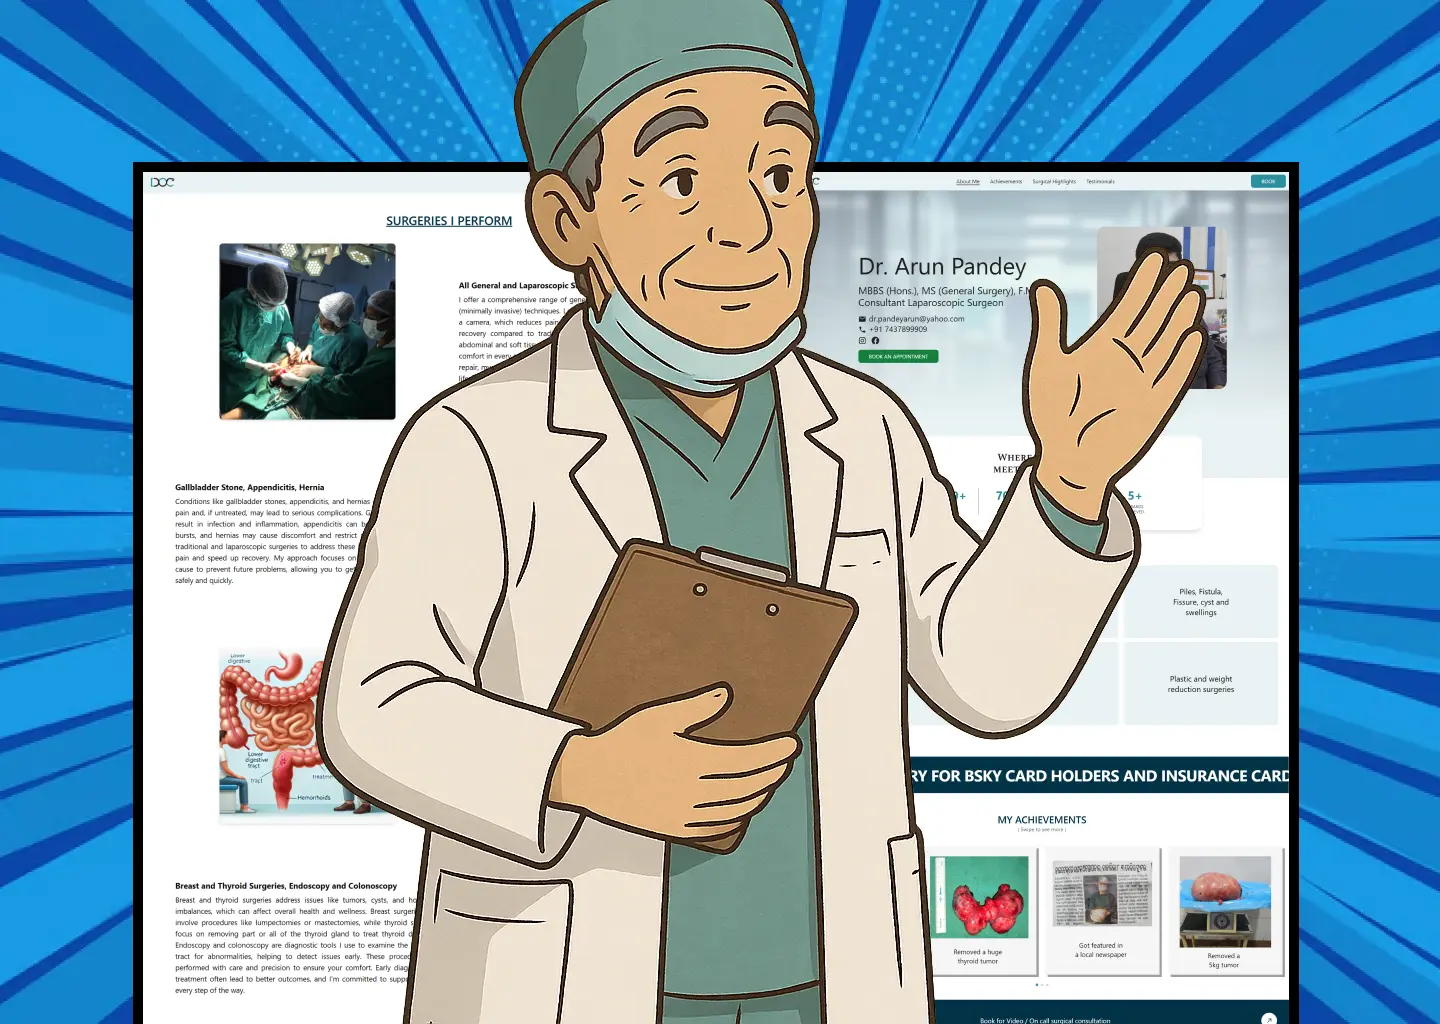 DOC
SURGERIES I PERFORM
All General and Laparoscopic
I offer a comprehensive range of
(minimally invasive) techniques.
a camera, which reduces
recovery compared to
abdominal and soft
comfort in every
repair,
Gallbladder Stone, Appendicitis, Hernia
Conditions like gallbladder stones, appendicitis, and hernias
pain and, if untreated, may lead to serious complications.
result in infection and inflammation, appendicitis can
bursts, and hernias may cause discomfort and restrict
traditional and laparoscopic surgeries to address these
pain and speed up recovery. My approach focuses on
cause to prevent future problems, allowing you to
safely and quickly.
Lower
digestive
Lower
digestive
tract
tract
Hemorrhoids
Breast and Thyroid Surgeries, Endoscopy and Colonoscopy
Breast and thyroid surgeries address issues like tumors, cysts, and
imbalances, which can affect overall health and wellness. Breast
involve procedures like lumpectomies or mastectomies, while thyroid
focus on removing part or all of the thyroid gland to treat thyroid
Endoscopy and colonoscopy are diagnostic tools I use to examine the
tract for abnormalities, helping to detect issues early. These
performed with care and precision to ensure your comfort. Early
treatment often lead to better outcomes, and I'm committed to
every step of the way.
About Me Achievements Surgical Highlights Testimonials BOOK
Dr. Arun Pandey
MBBS (Hons.), MS (General Surgery),
Consultant Laparoscopic Surgeon
dr.pandeyarun@yahoo.com
+91 7437899909
BOOK AN APPOINTMENT
WHERE
5+
Piles, Fistula,
Fissure, cyst and
swellings
Plastic and weight
reduction surgeries
FOR BSKY CARD HOLDERS AND INSURANCE CARD
MY ACHIEVEMENTS
( Swipe to see more )
Removed a huge
thyroid tumor
Got featured in
a local newspaper
Removed a
5kg tumor
Book for Video / On call surgical consultation